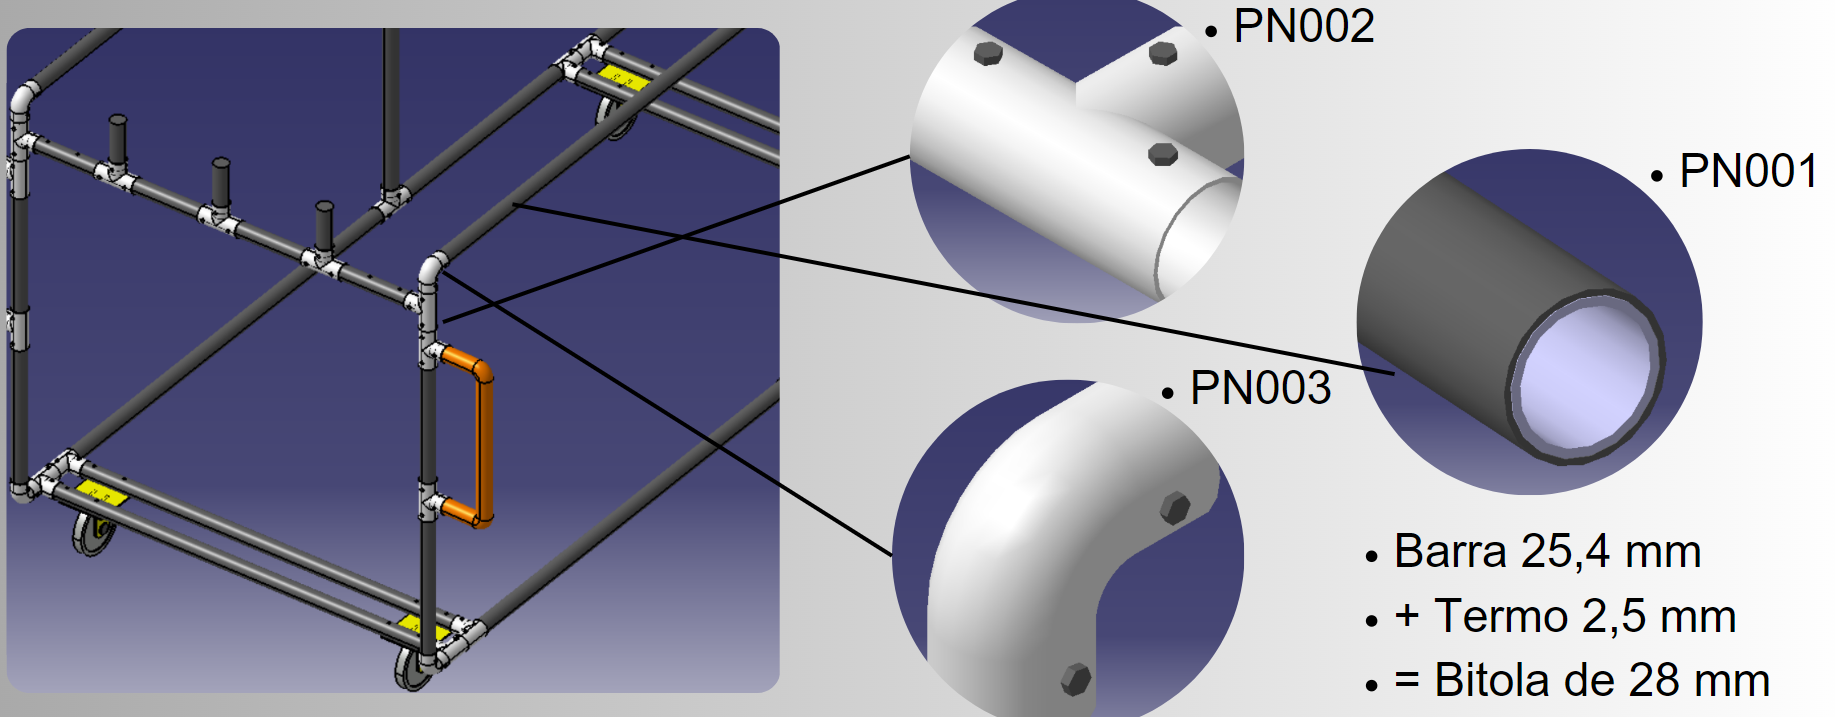 • PN002
• PN001
• PN003
• Barra 25,4 mm
• + Termo 2,5 mm
• = Bitola de 28 mm